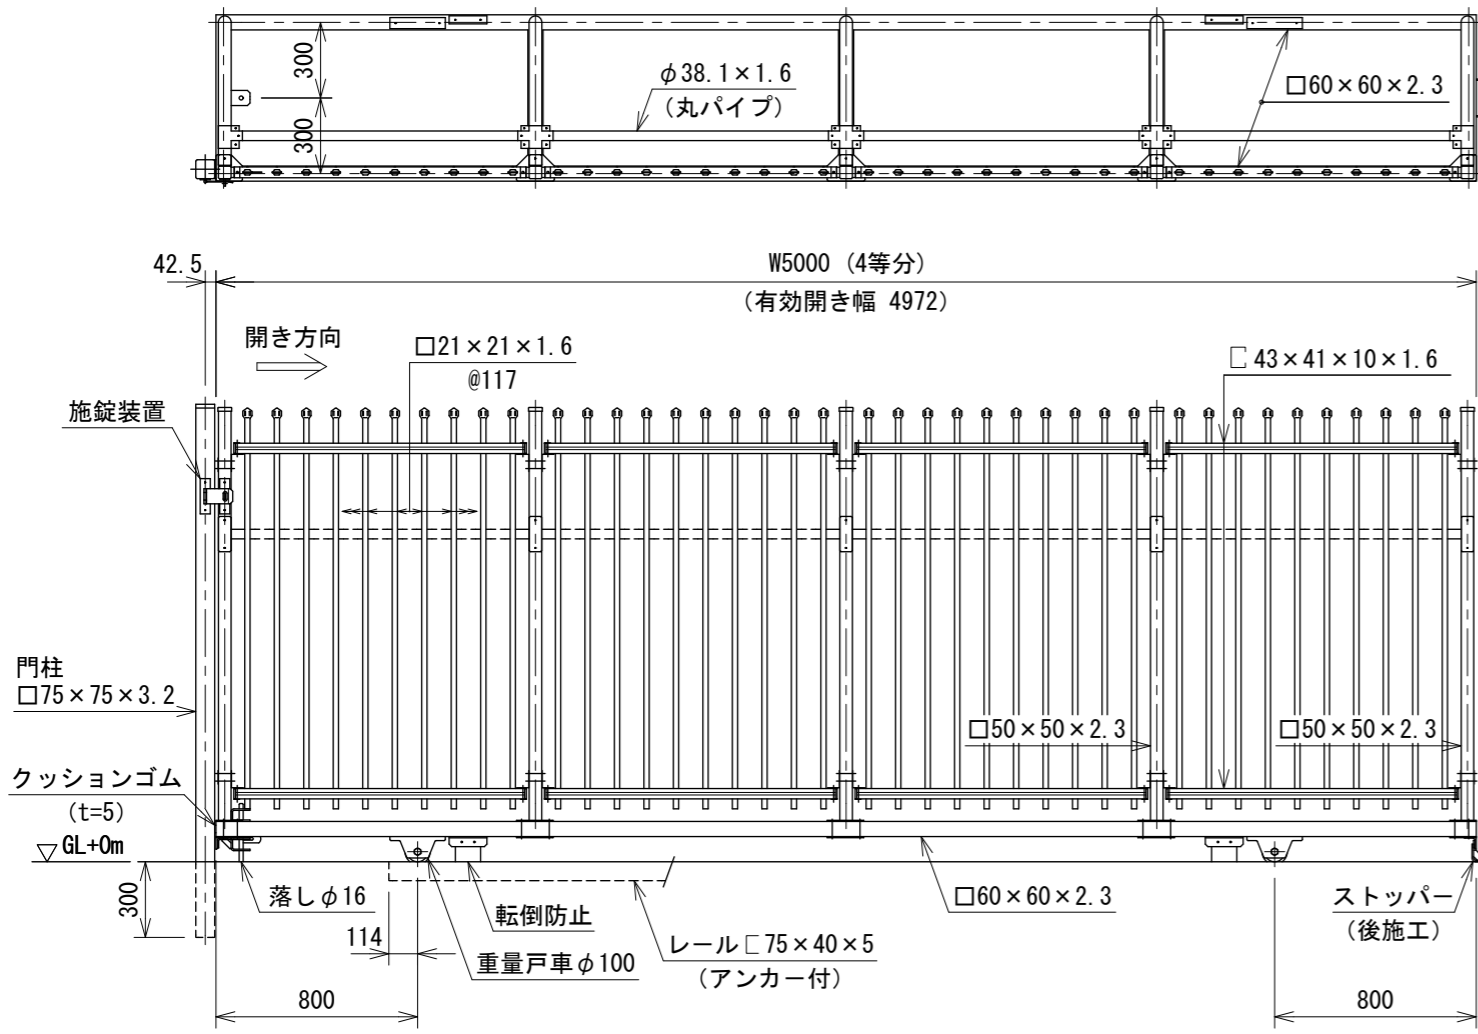 300
300
φ38.1×1.6
(丸パイプ)
□60×60×2.3
42.5
W5000 (4等分)
(有効開き幅 4972)
開き方向
□21×21×1.6
@117
⊏43×41×10×1.6
施錠装置
門柱
□75×75×3.2
□50×50×2.3
□50×50×2.3
クッションゴム
(t=5)
▽GL+0m
300
落しφ16
転倒防止
□60×60×2.3
ストッパー
(後施工)
114
重量戸車φ100
レール⊏75×40×5
(アンカー付)
800
800